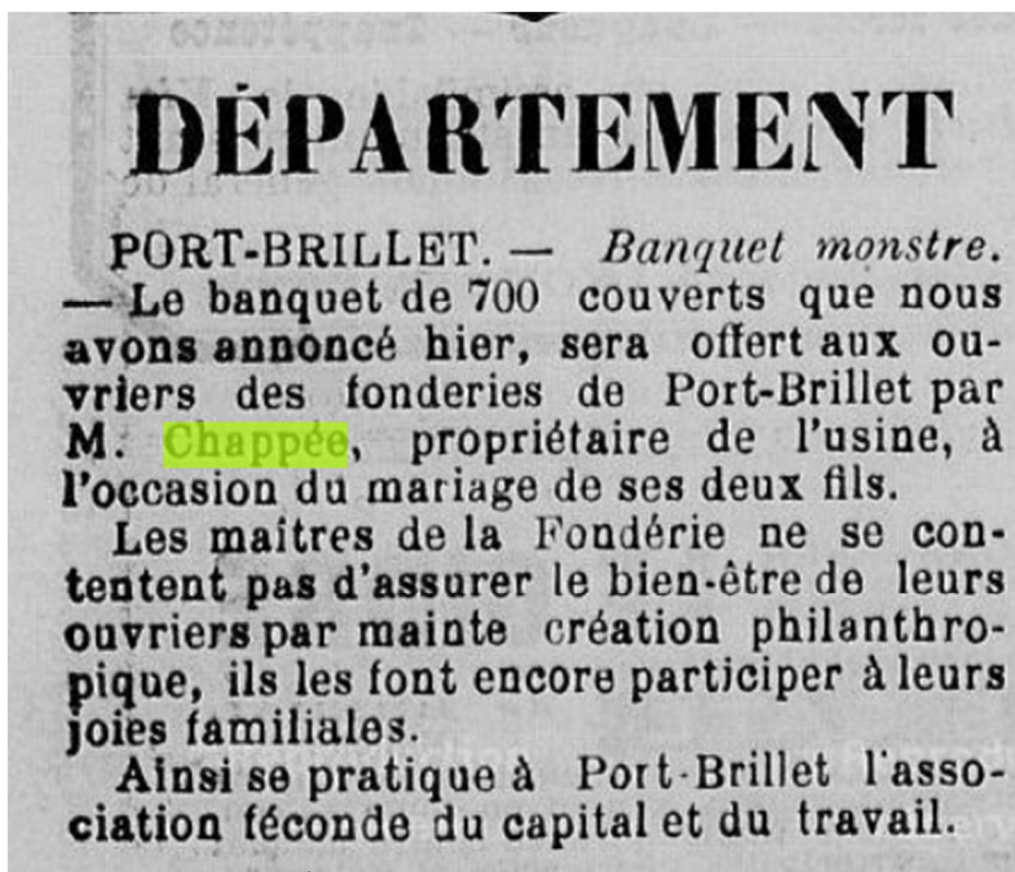 DÉPARTEMENT
PORT-BRILLET. — Banquet monstre.
— Le banquet de 700 couverts que nous
avons annoncé hier, sera offert aux ou-
vriers des fonderies de Port-Brillet par
M. Chappée, propriétaire de l'usine, à
l'occasion du mariage de ses deux fils.
Les maîtres de la Fondérie ne se con-
tentent pas d'assurer le bien-être de leurs
ouvriers par mainte création philanthro-
pique, ils les font encore participer à leurs
joies familiales.
Ainsi se pratique à Port-Brillet l'asso-
ciation féconde du capital et du travail.